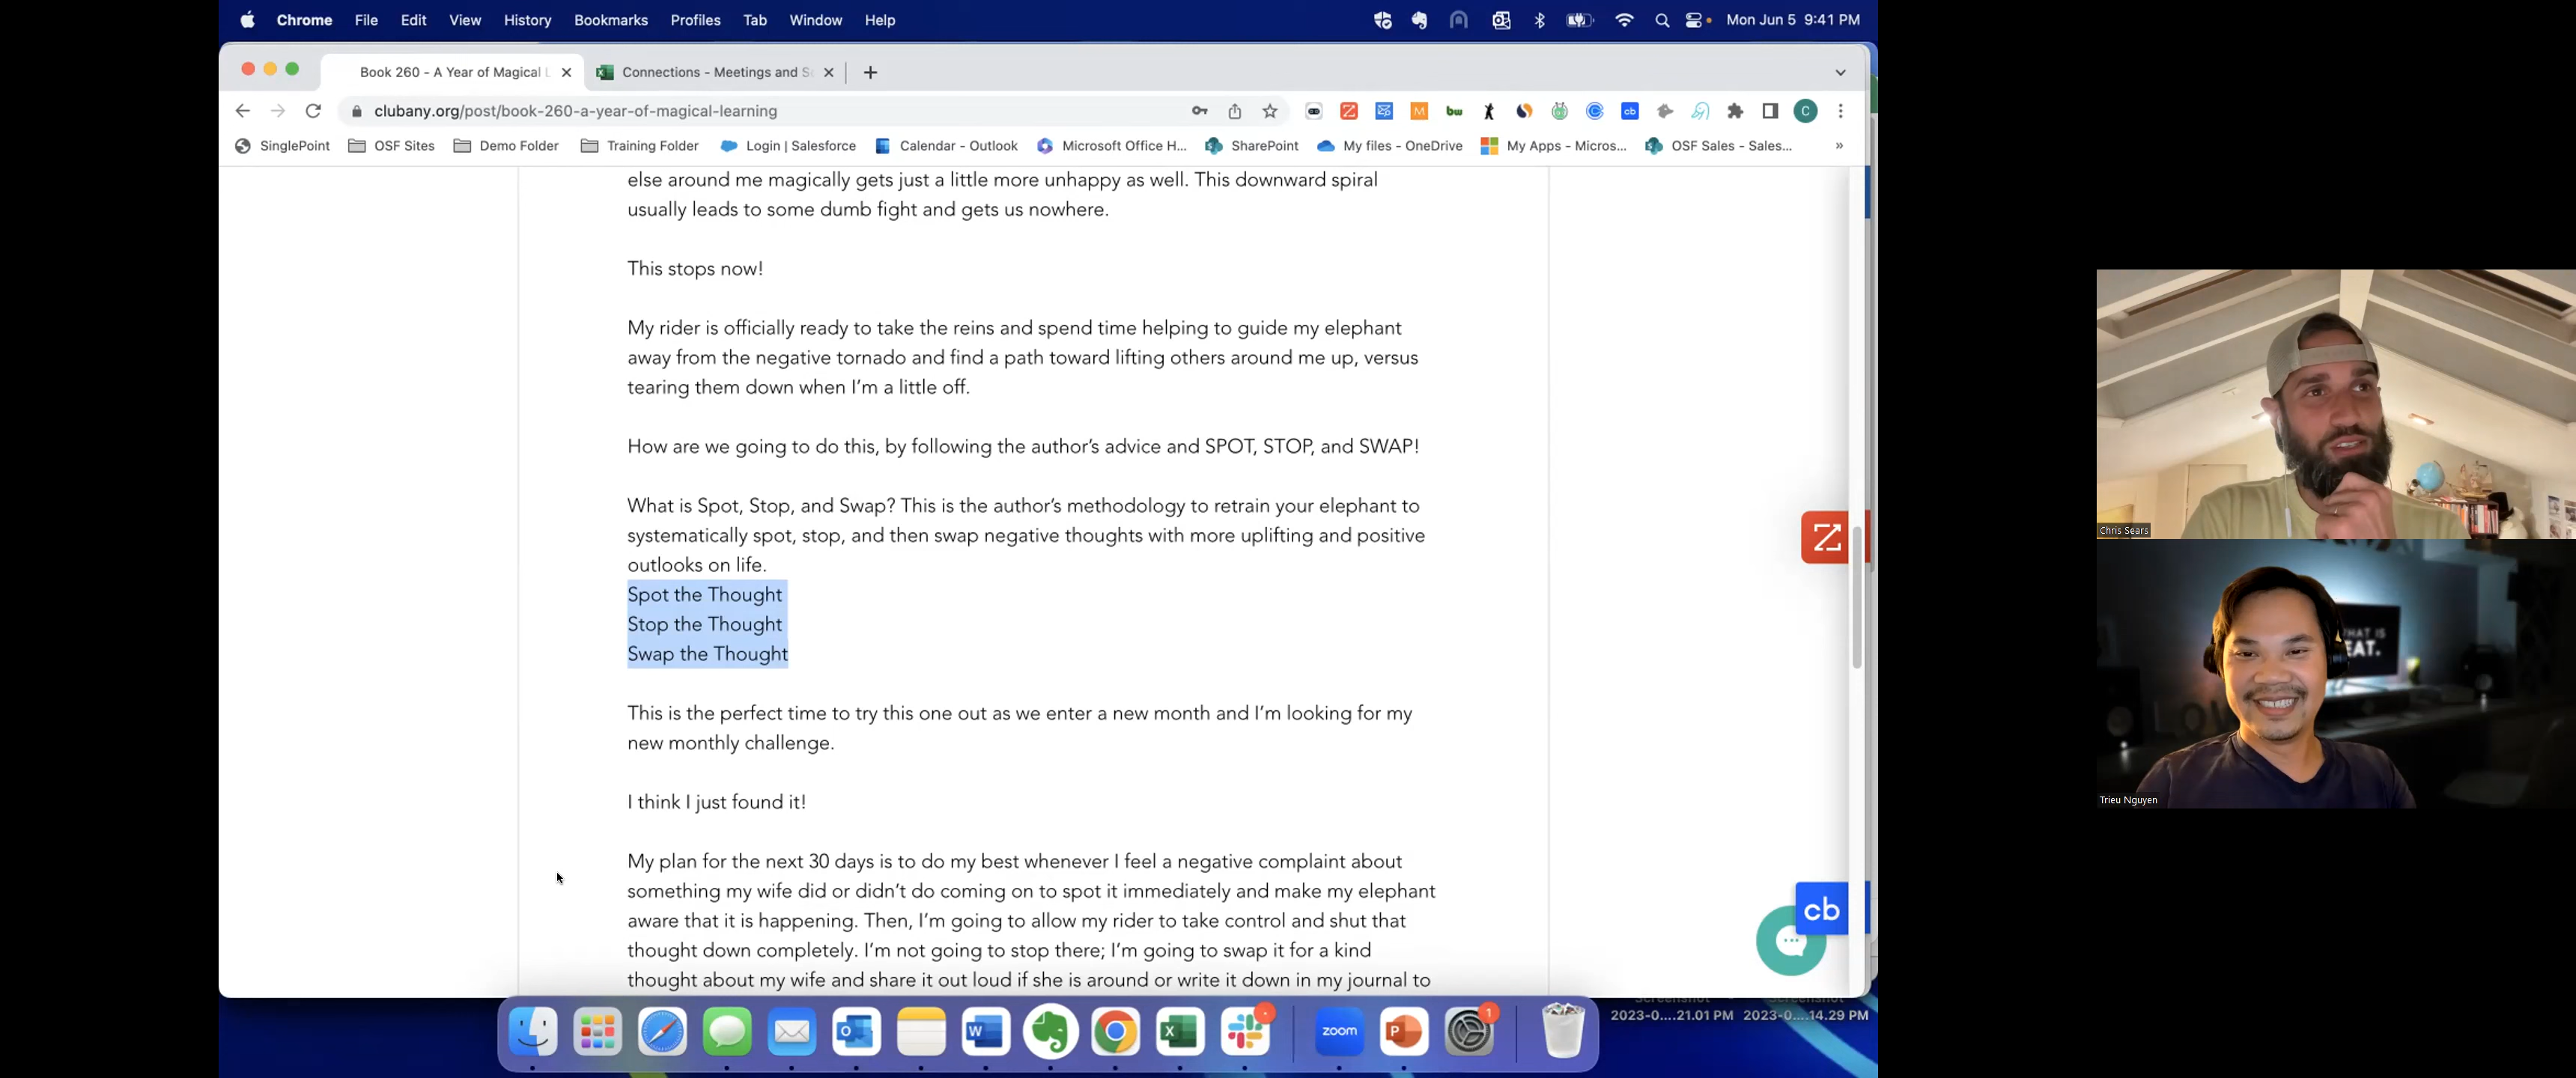 Chrome File Edit View History Bookmarks Profiles Tab Window Help Mon Jun 5 9:41 PM
Book 260 - A Year of Magical L Connections - Meetings and S
clubany.org/post/book-260-a-year-of-magical-learning M bw cb C
SinglePoint OSF Sites Demo Folder Training Folder Login | Salesforce Calendar - Outlook Microsoft Office H... SharePoint My files - OneDrive My Apps - Micros... OSF Sales - Sales... »
else around me magically gets just a little more unhappy as well. This downward spiral
usually leads to some dumb fight and gets us nowhere.
This stops now!
My rider is officially ready to take the reins and spend time helping to guide my elephant
away from the negative tornado and find a path toward lifting others around me up, versus
tearing them down when I’m a little off.
How are we going to do this, by following the author’s advice and SPOT, STOP, and SWAP!
What is Spot, Stop, and Swap? This is the author’s methodology to retrain your elephant to
systematically spot, stop, and then swap negative thoughts with more uplifting and positive
outlooks on life.
Spot the Thought
Stop the Thought
Swap the Thought
This is the perfect time to try this one out as we enter a new month and I’m looking for my
new monthly challenge.
I think I just found it!
My plan for the next 30 days is to do my best whenever I feel a negative complaint about
something my wife did or didn’t do coming on to spot it immediately and make my elephant
aware that it is happening. Then, I’m going to allow my rider to take control and shut that
thought down completely. I’m not going to stop there; I’m going to swap it for a kind
thought about my wife and share it out loud if she is around or write it down in my journal to
cb
Screenshot Screenshot
2023-0....21.01 PM 2023-0....14.29 PM
zoom
1
Chris Sears
HAT IS
EAT.
Trieu Nguyen